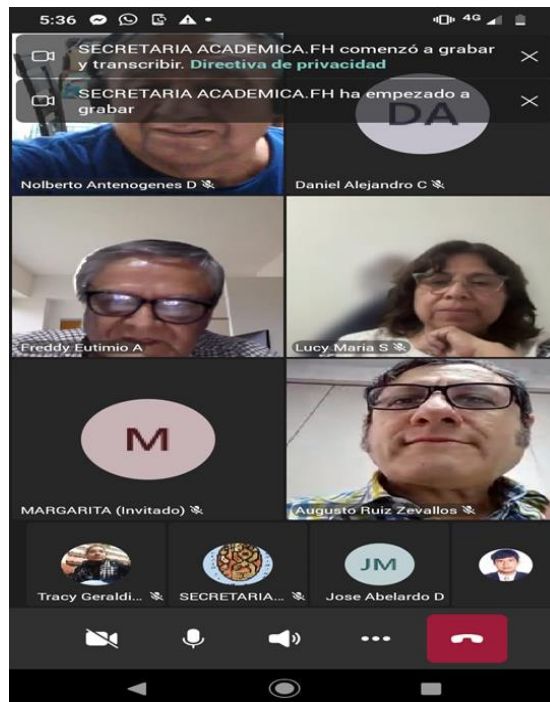 5:36
4G
SECRETARIA ACADEMICA.FH comenzó a grabar
y transcribir. Directiva de privacidad
SECRETARIA ACADEMICA.FH ha empezado a
grabar
DA
Nolberto Antenogenes D
Daniel Alejandro C
Freddy Eutimio A
Lucy Maria S
M
MARGARITA (Invitado)
Augusto Ruiz Zevallos
JM
Tracy Geraldi...
SECRETARIA...
Jose Abelardo D